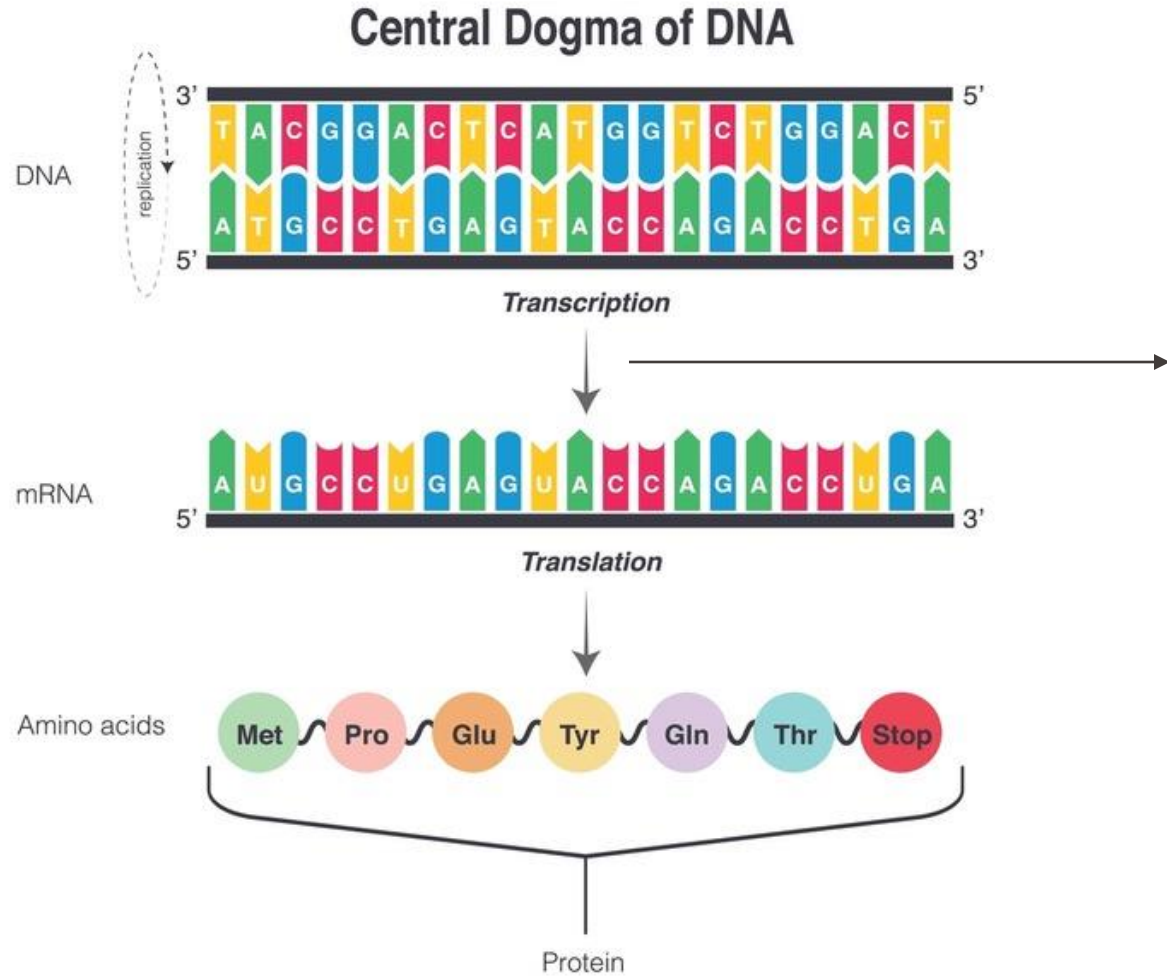 Central Dogma of DNA
3’ 5’
T A C G G A C T C A T G G T C T G G A C T
replication
DNA
A T G C C T G A G T A C C A G A C C T G A
5’ 3’
Transcription
A U G C C U G A G U A C C A G A C C U G A
mRNA
5’ 3’
Translation
Amino acids
Met Pro Glu Tyr Gln Thr Stop
Protein